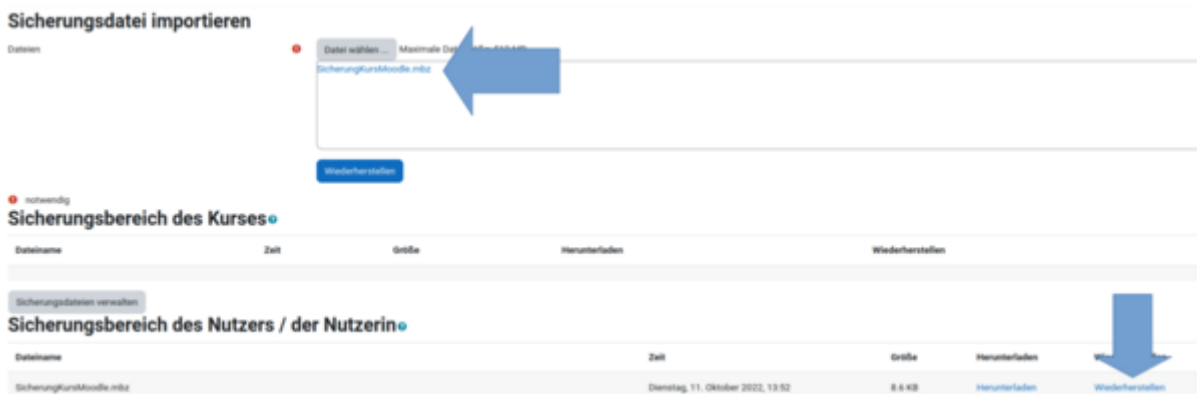 Sicherungsdatei importieren
Dateien Datei wählen ... Maximale
SicherungKursMoodle.mbz
Wiederherstellen
notwendig
Sicherungsbereich des Kurses
Dateiname Zeit Größe Herunterladen Wiederherstellen
Sicherungsdateien verwalten
Sicherungsbereich des Nutzers / der Nutzerin
Dateiname Zeit Größe Herunterladen
SicherungKursMoodle.mbz Dienstag, 11. Oktober 2022, 13:52 8.6 KB Herunterladen Wiederherstellen